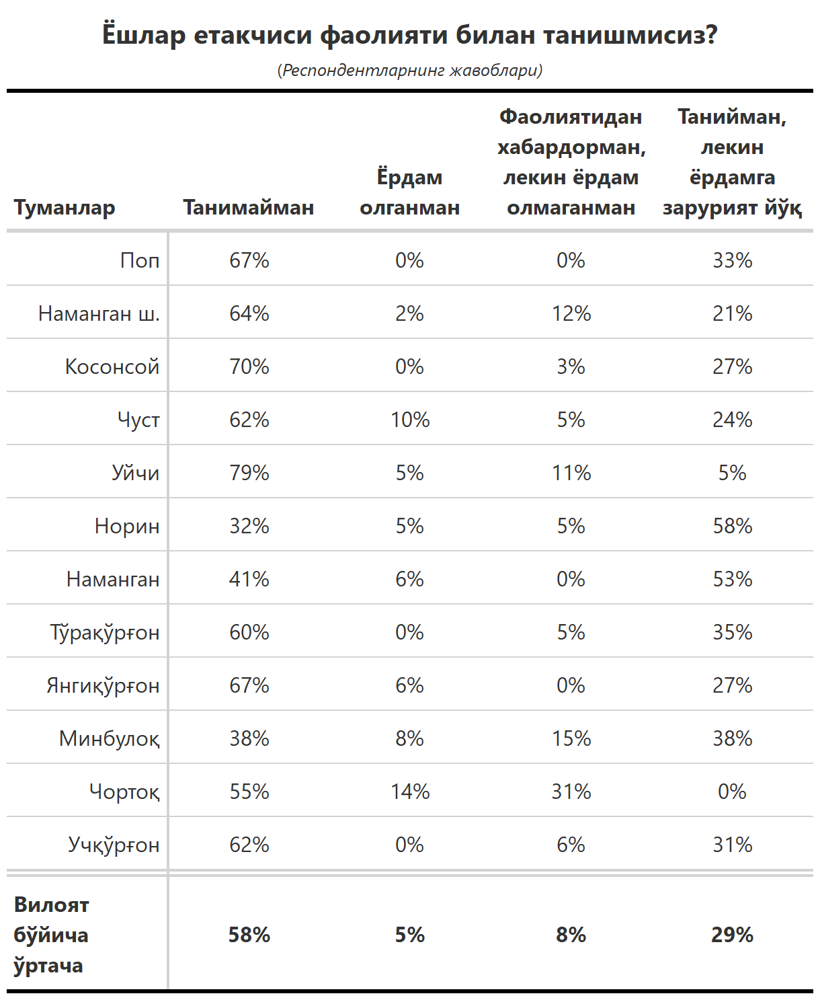 Ёшлар етакчиси фаолияти билан танишмисиз?
(Респондентларнинг жавоблари)
Туманлар Танимайман Ёрдам олганман Фаолиятидан хабардорман, лекин ёрдам олмаганман Танийман, лекин ёрдамга зарурият йўқ
Поп 67% 0% 0% 33%
Наманган ш. 64% 2% 12% 21%
Косонсой 70% 0% 3% 27%
Чуст 62% 10% 5% 24%
Уйчи 79% 5% 11% 5%
Норин 32% 5% 5% 58%
Наманган 41% 6% 0% 53%
Тўрақўрғон 60% 0% 5% 35%
Янгиқўрғон 67% 6% 0% 27%
Минбулоқ 38% 8% 15% 38%
Чортоқ 55% 14% 31% 0%
Учқўрғон 62% 0% 6% 31%
Вилоят бўйича ўртача 58% 5% 8% 29%